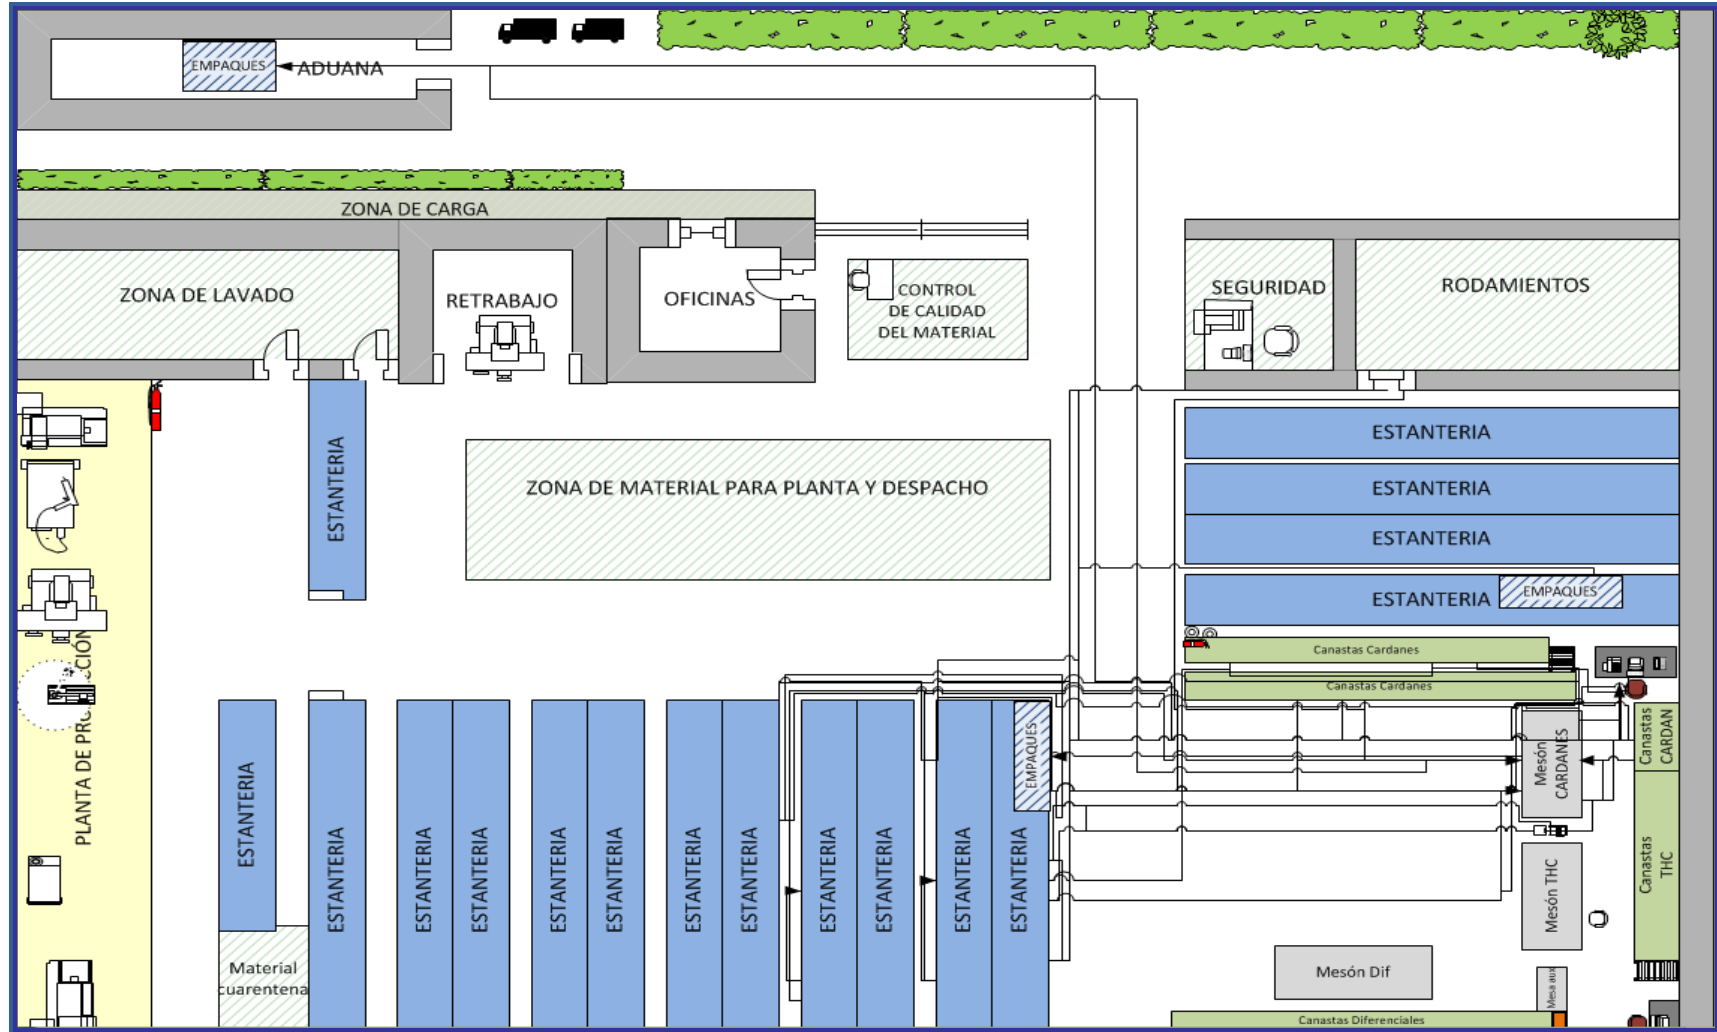 EMPAQUES
ADUANA
ZONA DE CARGA
ZONA DE LAVADO
RETRABAJO
OFICINAS
CONTROL
DE CALIDAD
DEL MATERIAL
SEGURIDAD
RODAMIENTOS
ESTANTERIA
ESTANTERIA
ESTANTERIA
ESTANTERIA
EMPAQUES
ESTANTERIA
ZONA DE MATERIAL PARA PLANTA Y DESPACHO
PLANTA DE PRODUCCIÓN
Canastas Cardanes
Canastas Cardanes
Canastas
CARDAN
Mesón
CARDANES
EMPAQUES
ESTANTERIA
ESTANTERIA
ESTANTERIA
ESTANTERIA
ESTANTERIA
ESTANTERIA
ESTANTERIA
ESTANTERIA
ESTANTERIA
ESTANTERIA
ESTANTERIA
ESTANTERIA
Canastas
THC
Mesón THC
Material
cuarentena
Mesón Dif
Mesa aux
Canastas Diferenciales